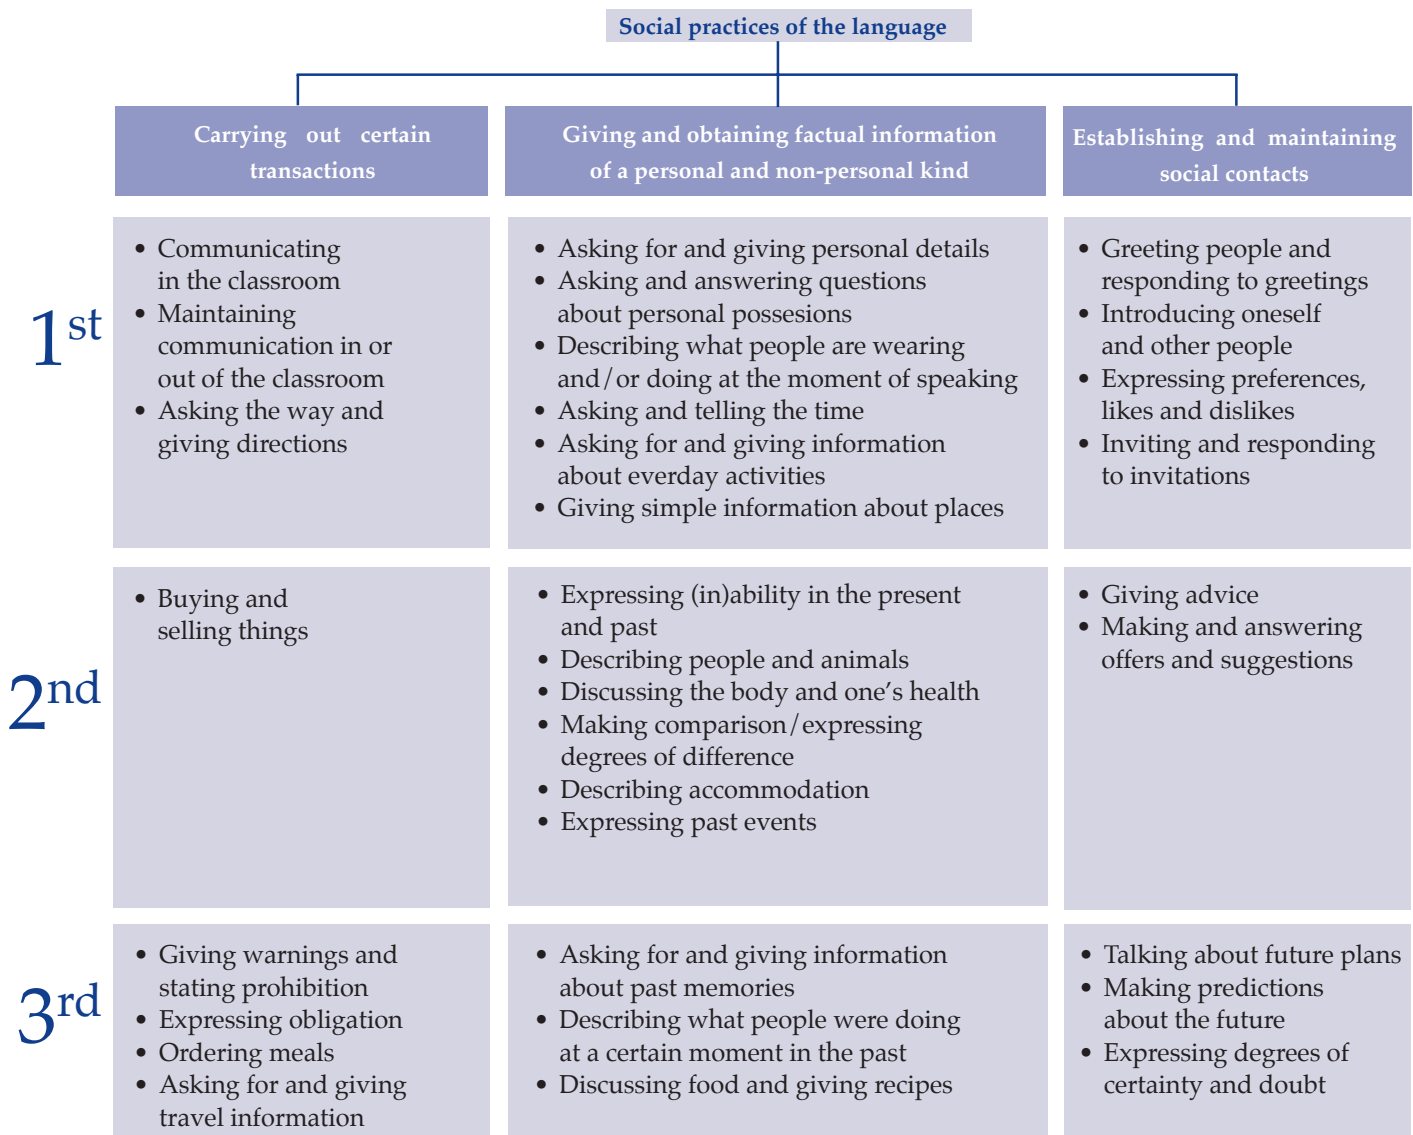 Social practices of the language
Carrying out certain
transactions
Giving and obtaining factual information
of a personal and non-personal kind
Establishing and maintaining
social contacts
1st
• Communicating
in the classroom
• Maintaining
communication in or
out of the classroom
• Asking the way and
giving directions
• Asking for and giving personal details
• Asking and answering questions
about personal possesions
• Describing what people are wearing
and/or doing at the moment of speaking
• Asking and telling the time
• Asking for and giving information
about everday activities
• Giving simple information about places
• Greeting people and
responding to greetings
• Introducing oneself
and other people
• Expressing preferences,
likes and dislikes
• Inviting and responding
to invitations
2nd
• Buying and
selling things
• Expressing (in)ability in the present
and past
• Describing people and animals
• Discussing the body and one's health
• Making comparison/expressing
degrees of difference
• Describing accommodation
• Expressing past events
• Giving advice
• Making and answering
offers and suggestions
3rd
• Giving warnings and
stating prohibition
• Expressing obligation
• Ordering meals
• Asking for and giving
travel information
• Asking for and giving information
about past memories
• Describing what people were doing
at a certain moment in the past
• Discussing food and giving recipes
• Talking about future plans
• Making predictions
about the future
• Expressing degrees of
certainty and doubt